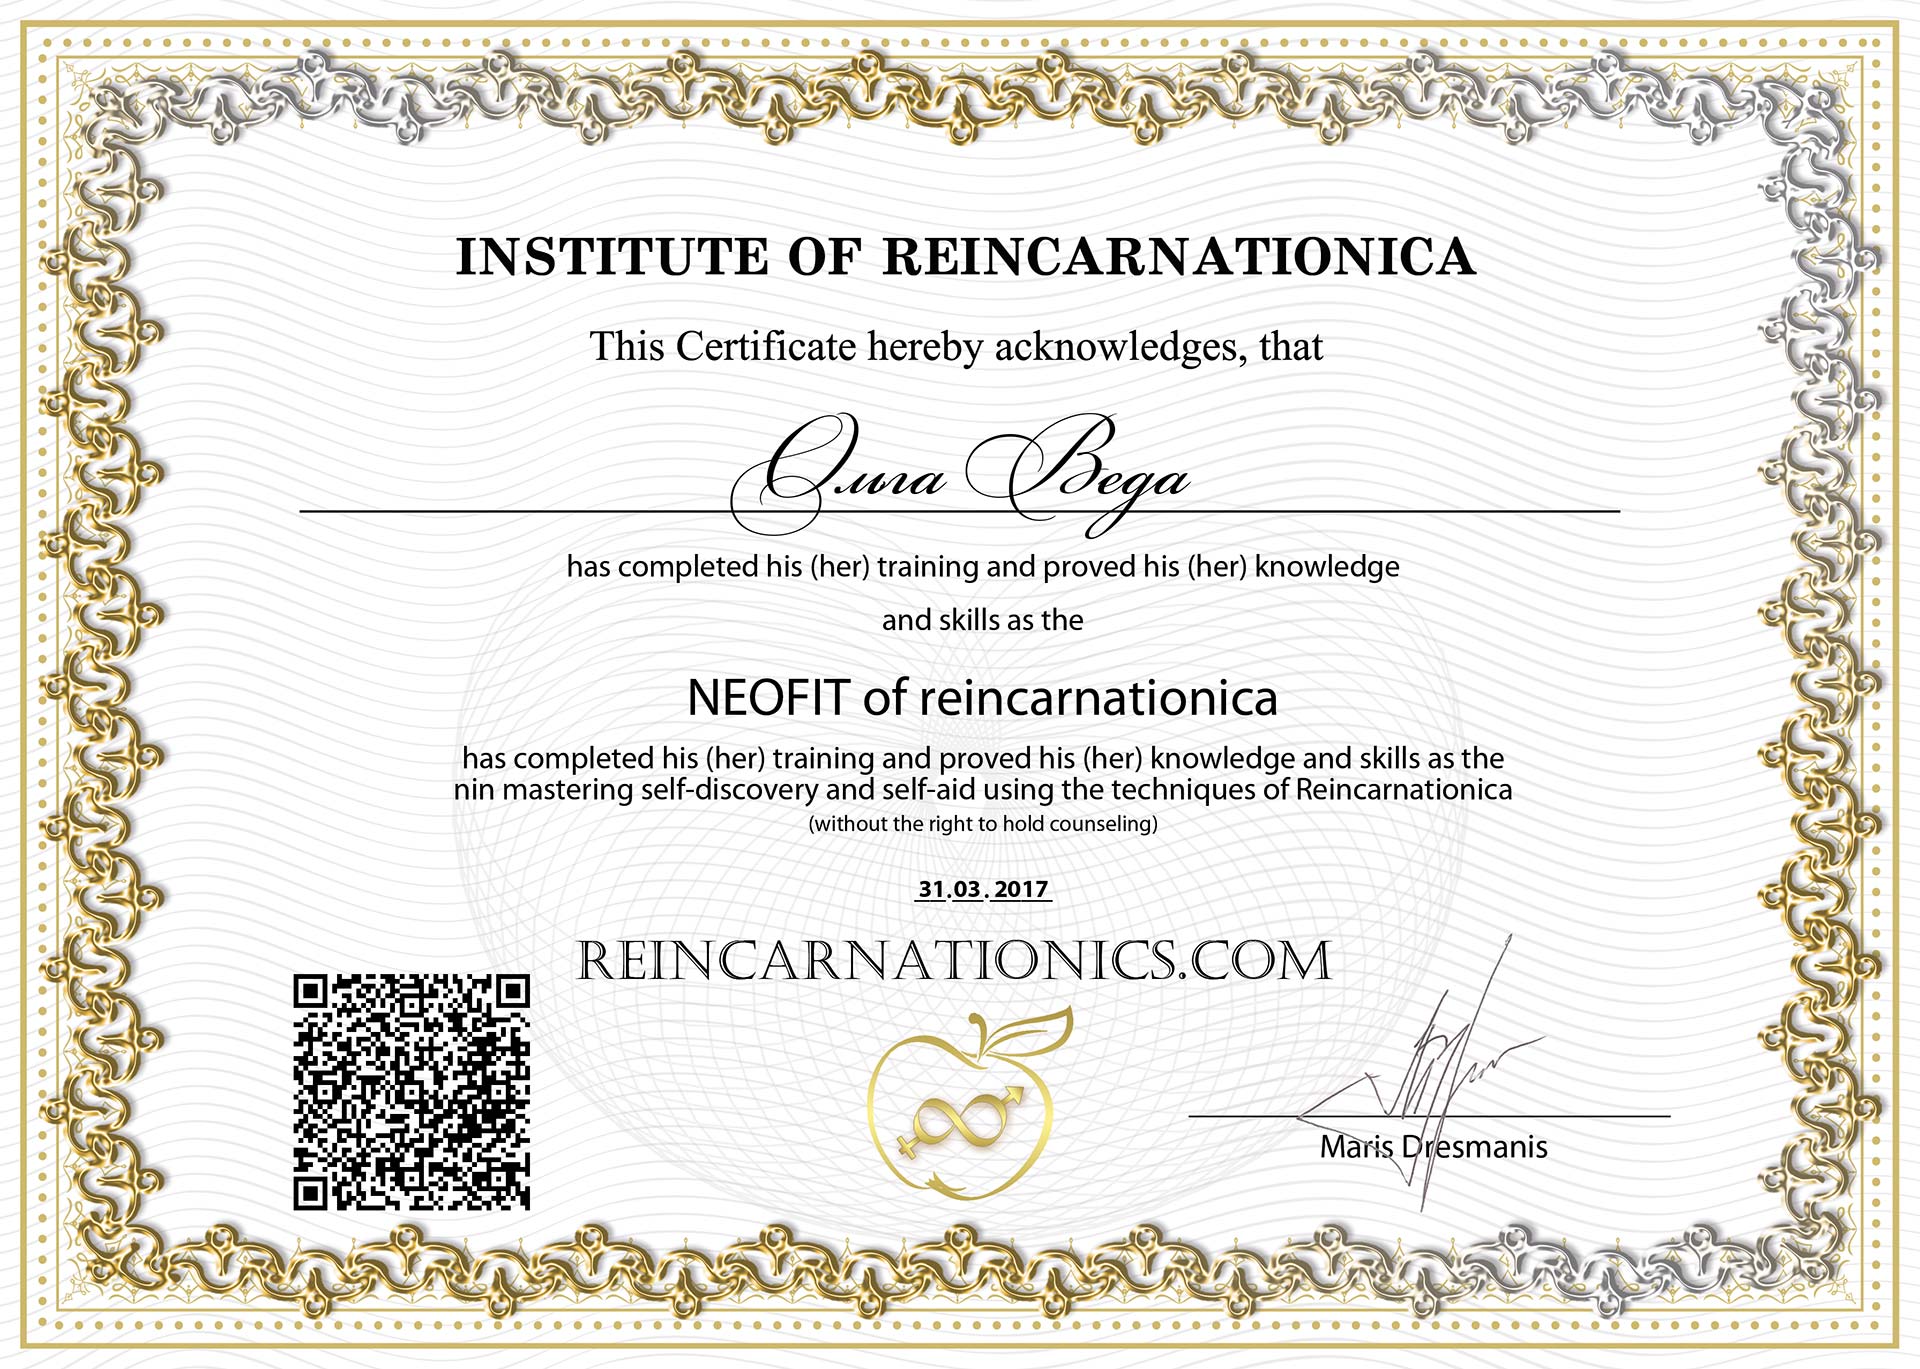 INSTITUTE OF REINCARNATIONICA
This Certificate hereby acknowledges, that
Ольга Веда
has completed his (her) training and proved his (her) knowledge
and skills as the
NEOFIT of reincarnationica
has completed his (her) training and proved his (her) knowledge and skills as the
nin mastering self-discovery and self-aid using the techniques of Reincarnationica
(without the right to hold counseling)
31.03.2017
REINCARNATIONICS.COM
Maris Dresmanis